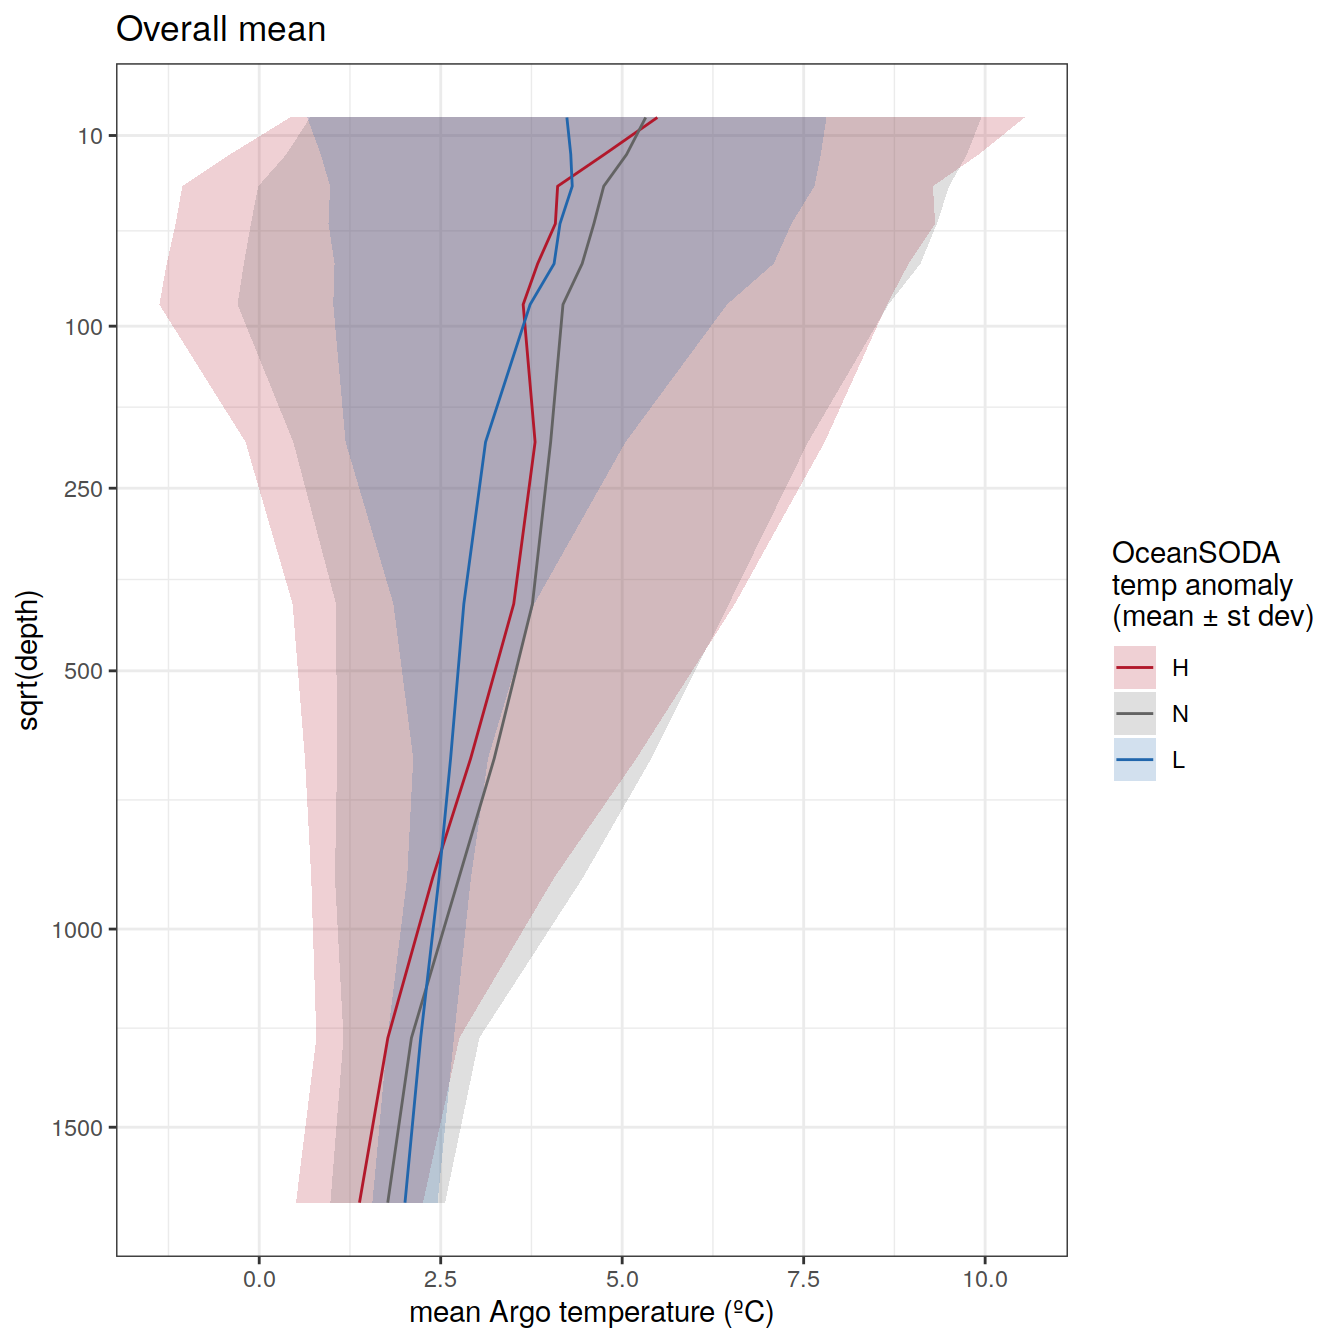 Overall mean
10
100
250
500
1000
1500
sqrt(depth)
0.0
2.5
5.0
7.5
10.0
mean Argo temperature (ºC)
OceanSODA
temp anomaly
(mean ± st dev)
H
N
L